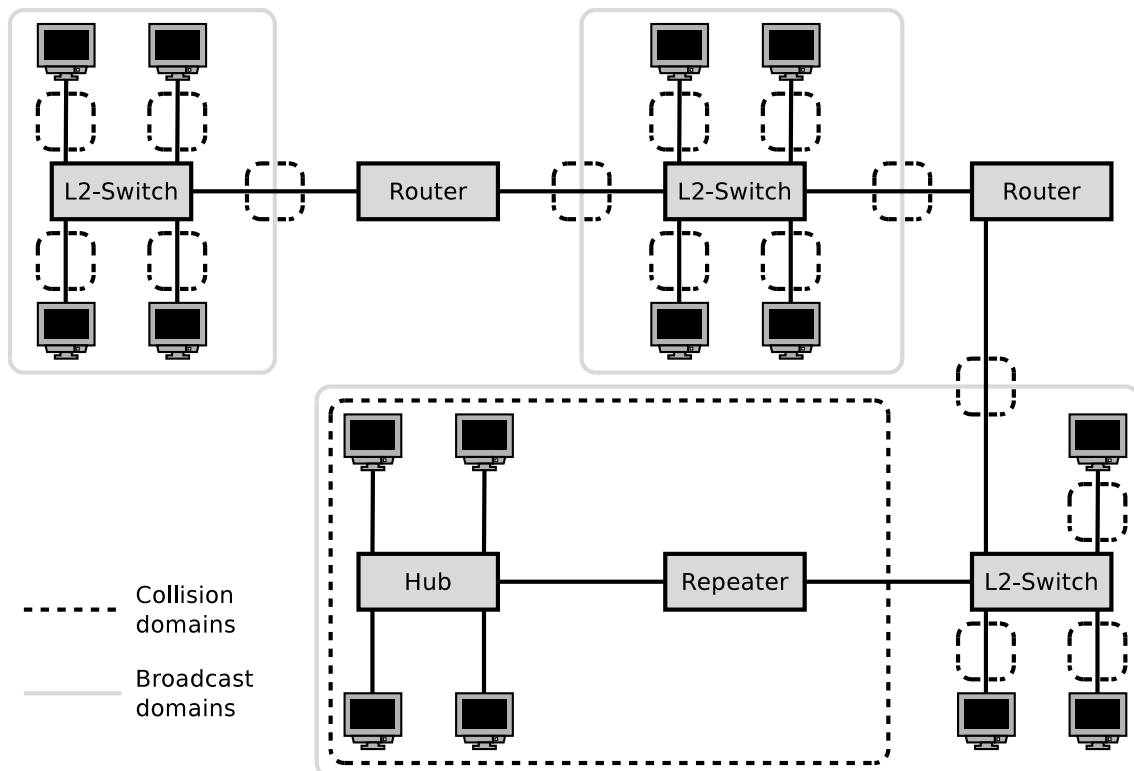 L2-Switch
Router
L2-Switch
Router
Hub
Repeater
L2-Switch
Collision
domains
Broadcast
domains